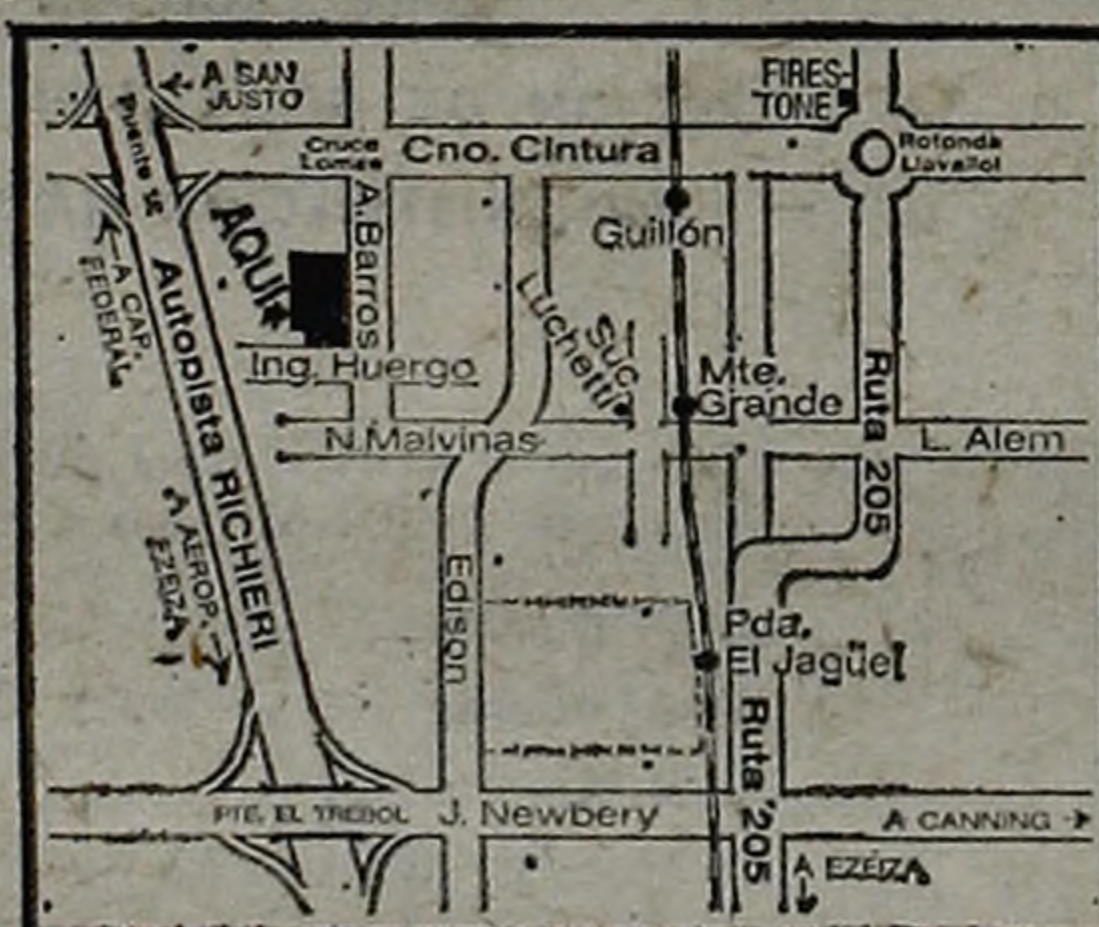 A SAN
JUSTO
FIRES-
TONE
Puente 12
Cruce
Lomas
Cno. Cintura
Rotonda
Llavallol
AQUI
A. Barros
Guillón
A CAP.
FEDERAL
Autopista RICHIERI
Luchetti
Suc.
Luchetti
Ing. Huergo
Mte.
Grande
Ruta 205
N. Malvinas
L. Alem
A AEROP.
EZEIZA
Edison
Pda.
El Jagüel
Ruta 205
PTE. EL TREBOL
J. Newbery
A CANNING
A EZEIZA